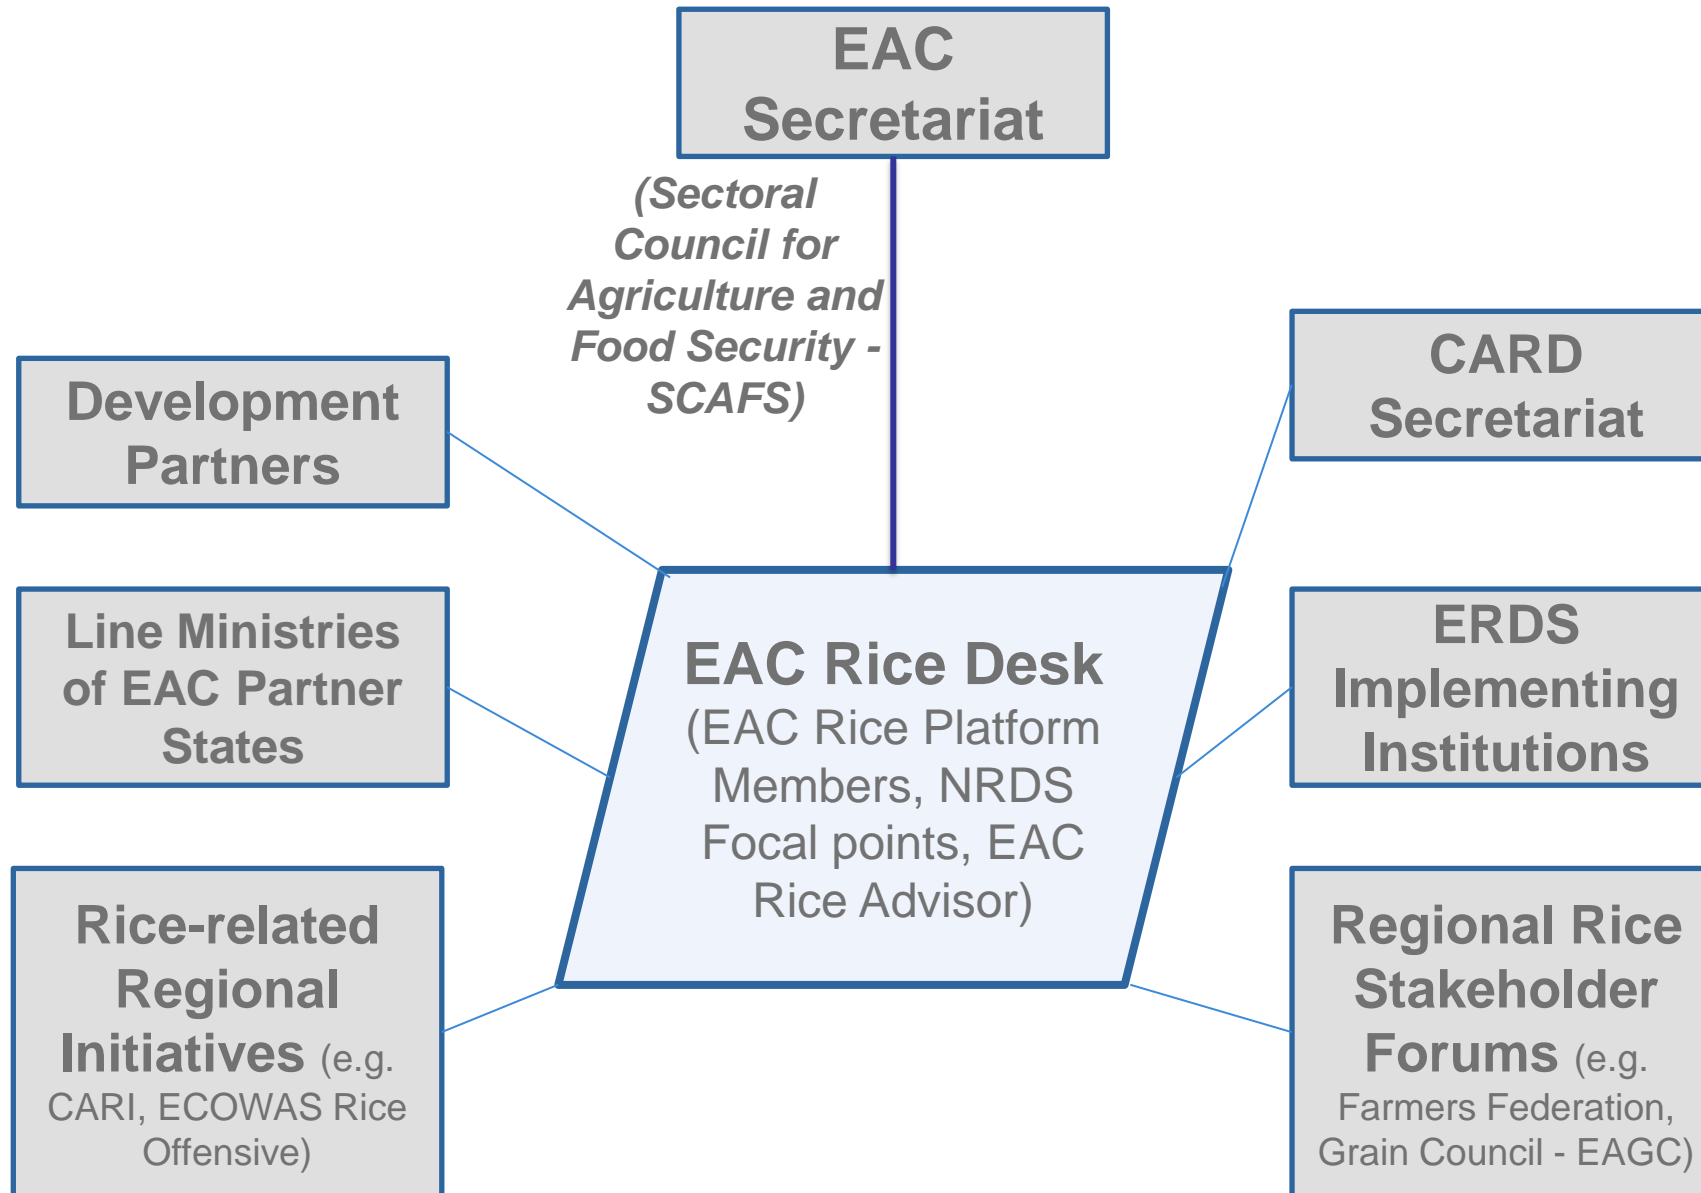 EAC
Secretariat
(Sectoral
Council for
Agriculture and
Food Security -
SCAFS)
Development
Partners
CARD
Secretariat
Line Ministries
of EAC Partner
States
EAC Rice Desk
(EAC Rice Platform
Members, NRDS
Focal points, EAC
Rice Advisor)
ERDS
Implementing
Institutions
Rice-related
Regional
Initiatives (e.g.
CARI, ECOWAS Rice
Offensive)
Regional Rice
Stakeholder
Forums (e.g.
Farmers Federation,
Grain Council - EAGC)